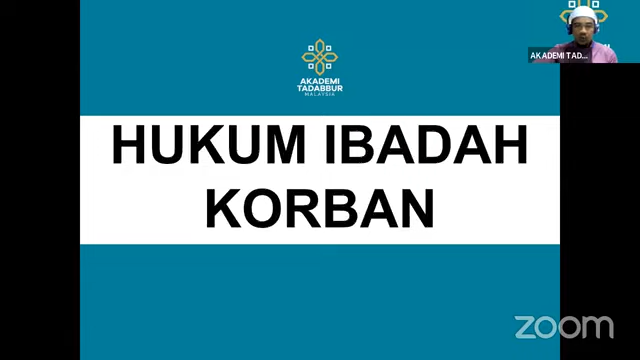 AKADEMI
TADABBUR
MALAYSIA
AKADEMI TAD...
HUKUM IBADAH
KORBAN
zoom